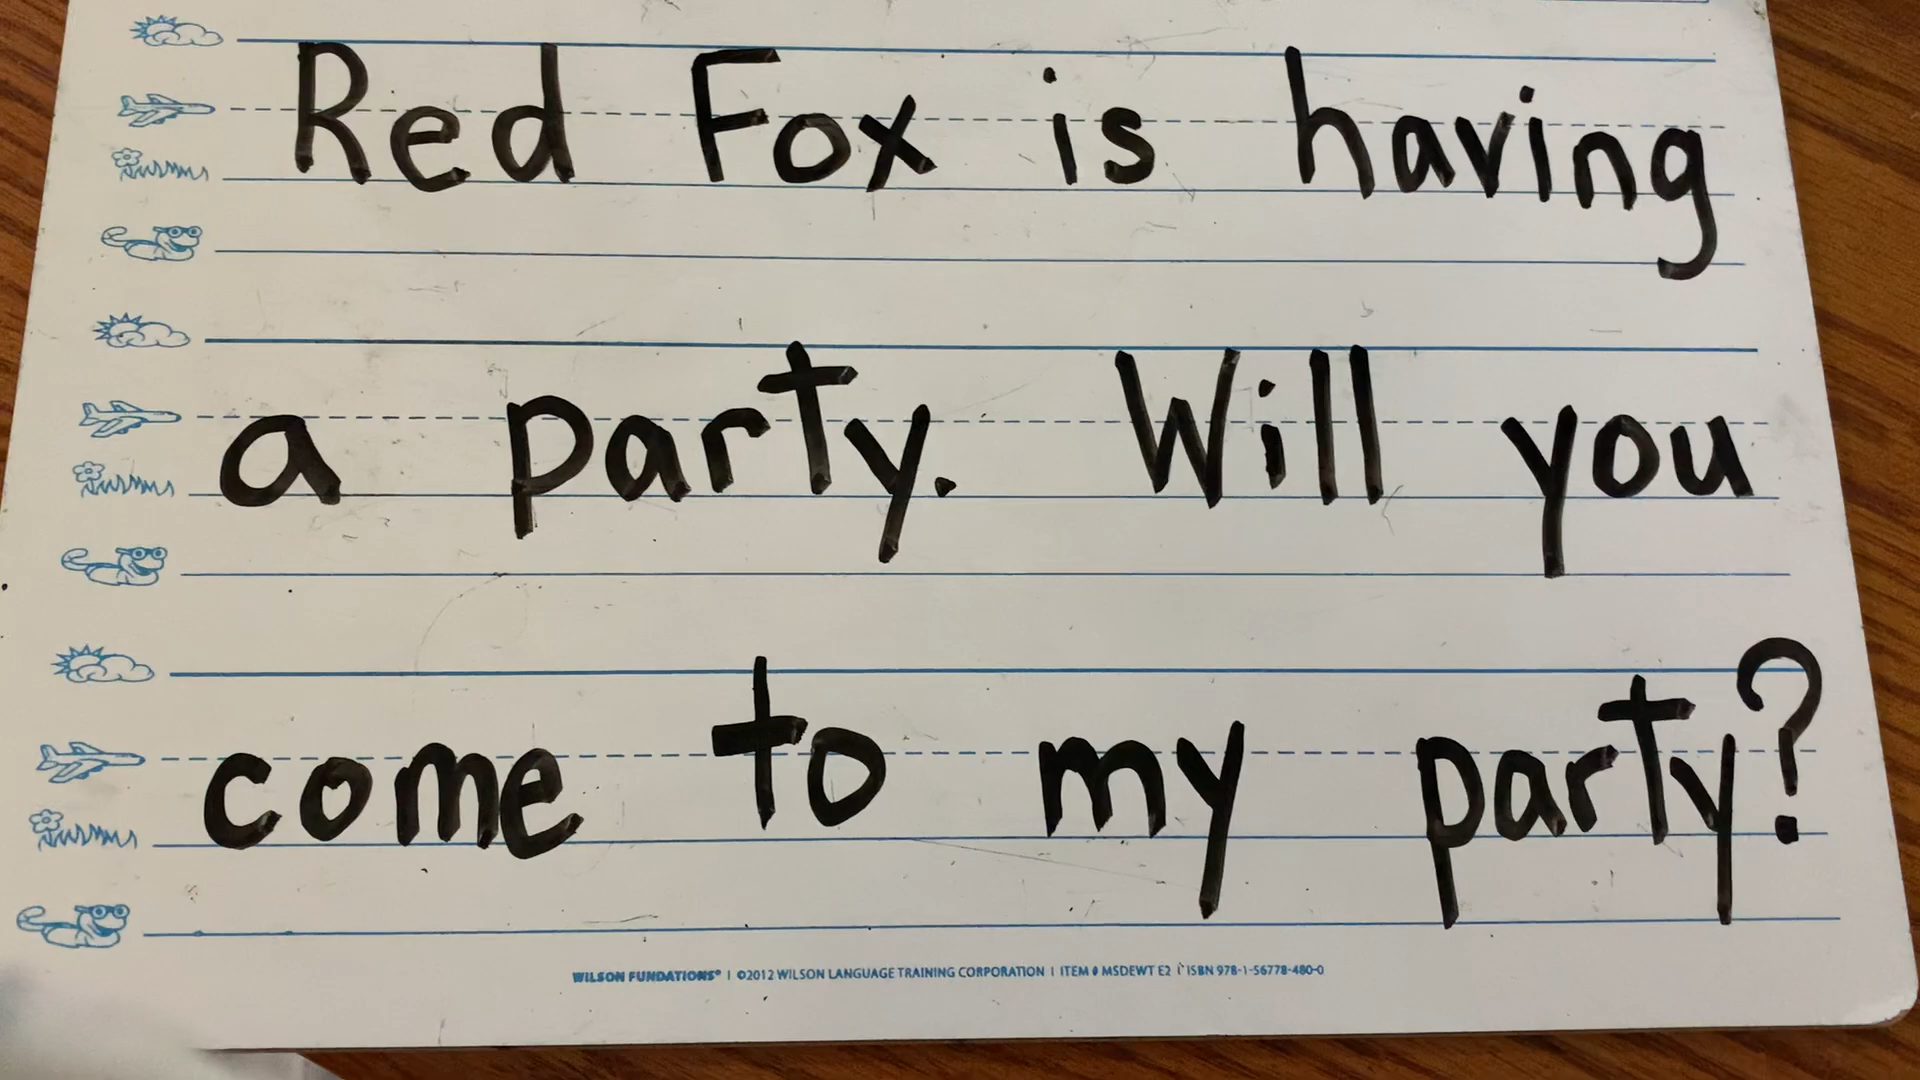 Red Fox is having
a party. Will you
come to my party?
WILSON FUNDATIONS® | ©2012 WILSON LANGUAGE TRAINING CORPORATION | ITEM # MSDEWT E2 | ISBN 978-1-56778-480-0